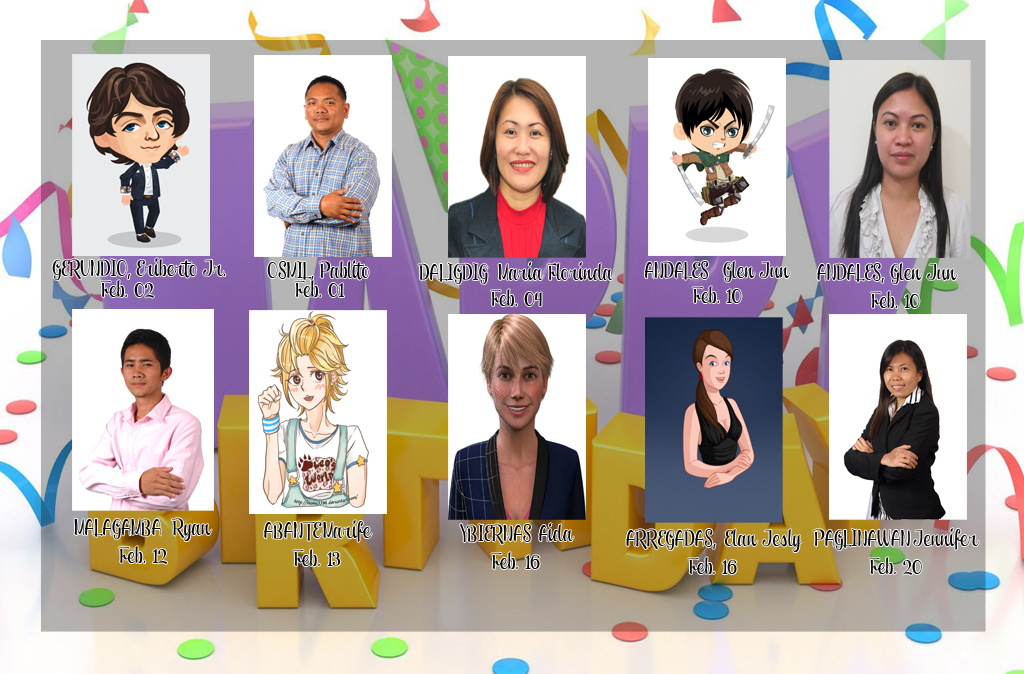 GERUNDIO, Eriberto Jr.
Feb. 02
OSMIL, Pablito
Feb. 01
DALIGDIG Maria Florinda
Feb. 04
ANDALES Glen Jun
Feb. 10
ANDALES, Glen Jun
Feb. 10
MALAGAMBA Ryan
Feb. 12
ABANTEMarife
Feb. 13
YBIERNAS Aida
Feb. 16
ARREGADAS, Elan Jesly
Feb. 16
PAGLINAWAN Jennifer
Feb. 20